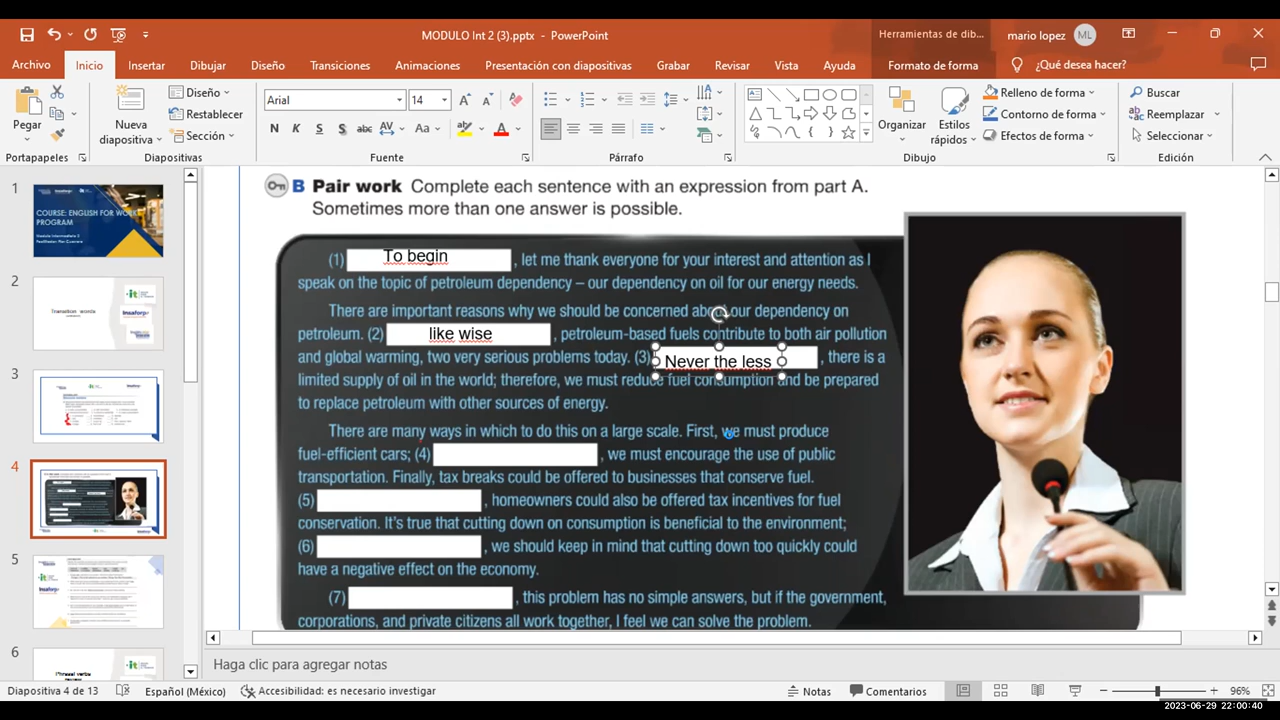 MODULO Int 2 (3).pptx - PowerPoint
Herramientas de dib...
mario lopez ML
Archivo Inicio Insertar Dibujar Diseño Transiciones Animaciones Presentación con diapositivas Grabar Revisar Vista Ayuda Formato de forma ¿Qué desea hacer?
Pegar
Nueva diapositiva
Diseño
Restablecer
Sección
Arial 14
N K S S abc AV Aa A
Organizar
Estilos rápidos
Relleno de forma
Contorno de forma
Efectos de forma
Buscar
Reemplazar
Seleccionar
Portapapeles Diapositivas Fuente Párrafo Dibujo Edición
1
COURSE: ENGLISH FOR WORK
PROGRAM
2
Transition words
3
4
5
6
Phrasal verbs
B Pair work Complete each sentence with an expression from part A.
Sometimes more than one answer is possible.
(1) To begin , let me thank everyone for your interest and attention as I
speak on the topic of petroleum dependency – our dependency on oil for our energy needs.
There are important reasons why we should be concerned about our dependency on
petroleum. (2) like wise , petroleum-based fuels contribute to both air pollution
and global warming, two very serious problems today. (3) Never the less , there is a
limited supply of oil in the world; therefore, we must reduce fuel consumption and be prepared
to replace petroleum with other sources of energy.
There are many ways in which to do this on a large scale. First, we must produce
fuel-efficient cars; (4) , we must encourage the use of public
transportation. Finally, tax breaks could be offered to businesses that conserve fuel.
(5) , homeowners could also be offered tax incentives for fuel
conservation. It's true that cutting down on consumption is beneficial to the environment;
(6) , we should keep in mind that cutting down too quickly could
have a negative effect on the economy.
(7) this problem has no simple answers, but if the government,
corporations, and private citizens all work together, I feel we can solve the problem.
Haga clic para agregar notas
Diapositiva 4 de 13 Español (México) Accesibilidad: es necesario investigar Notas Comentarios 96%
2023-06-29 22:00:40